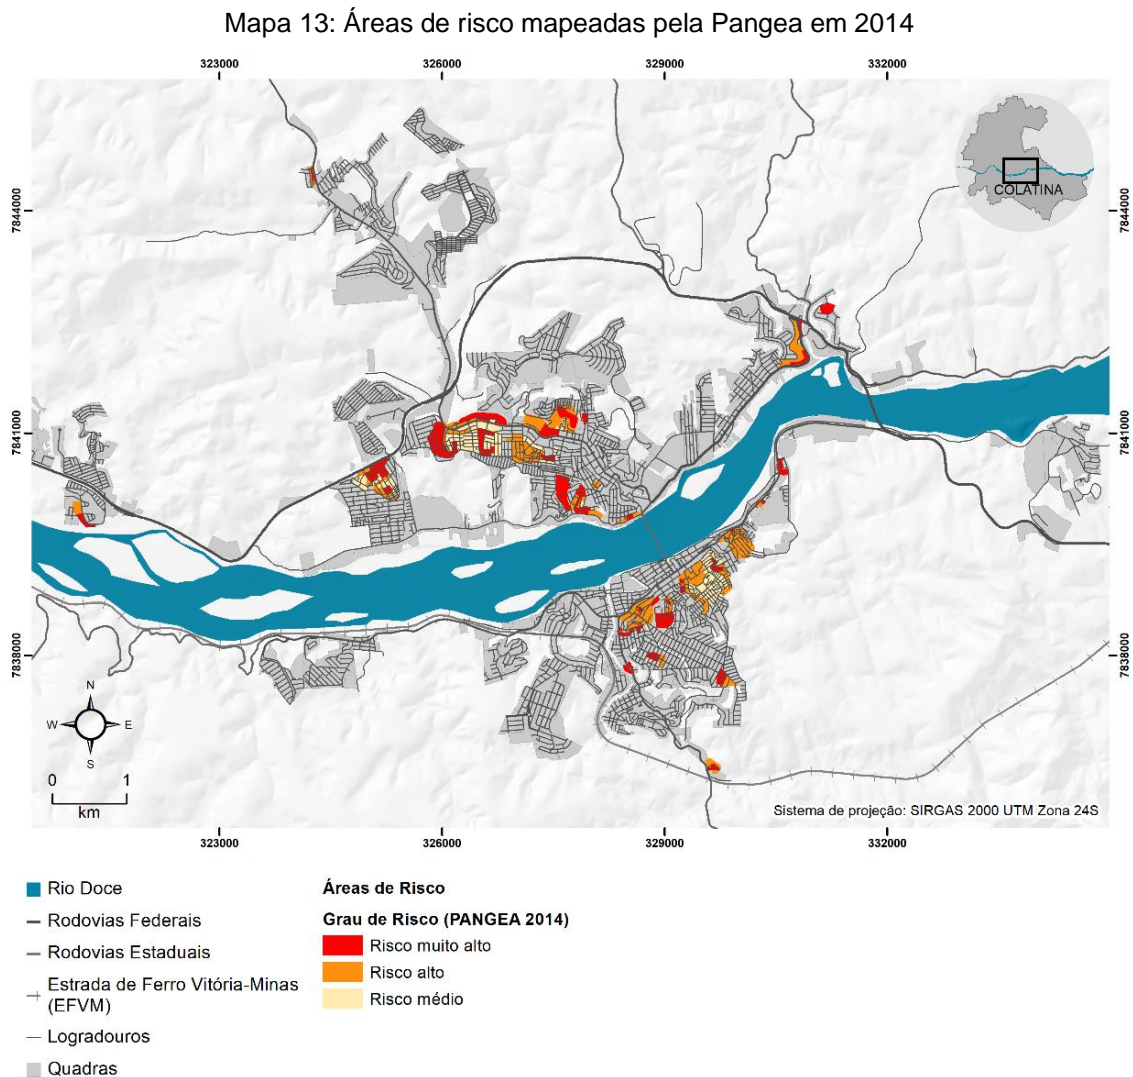 Mapa 13: Áreas de risco mapeadas pela Pangea em 2014
323000
326000
329000
332000
7844000
7844000
COLATINA
7841000
7841000
7838000
7838000
N
W
E
S
0
1
km
Sistema de projeção: SIRGAS 2000 UTM Zona 24S
323000
326000
329000
332000
Rio Doce
Rodovias Federais
Rodovias Estaduais
Estrada de Ferro Vitória-Minas
(EFVM)
Logradouros
Quadras
Áreas de Risco
Grau de Risco (PANGEA 2014)
Risco muito alto
Risco alto
Risco médio